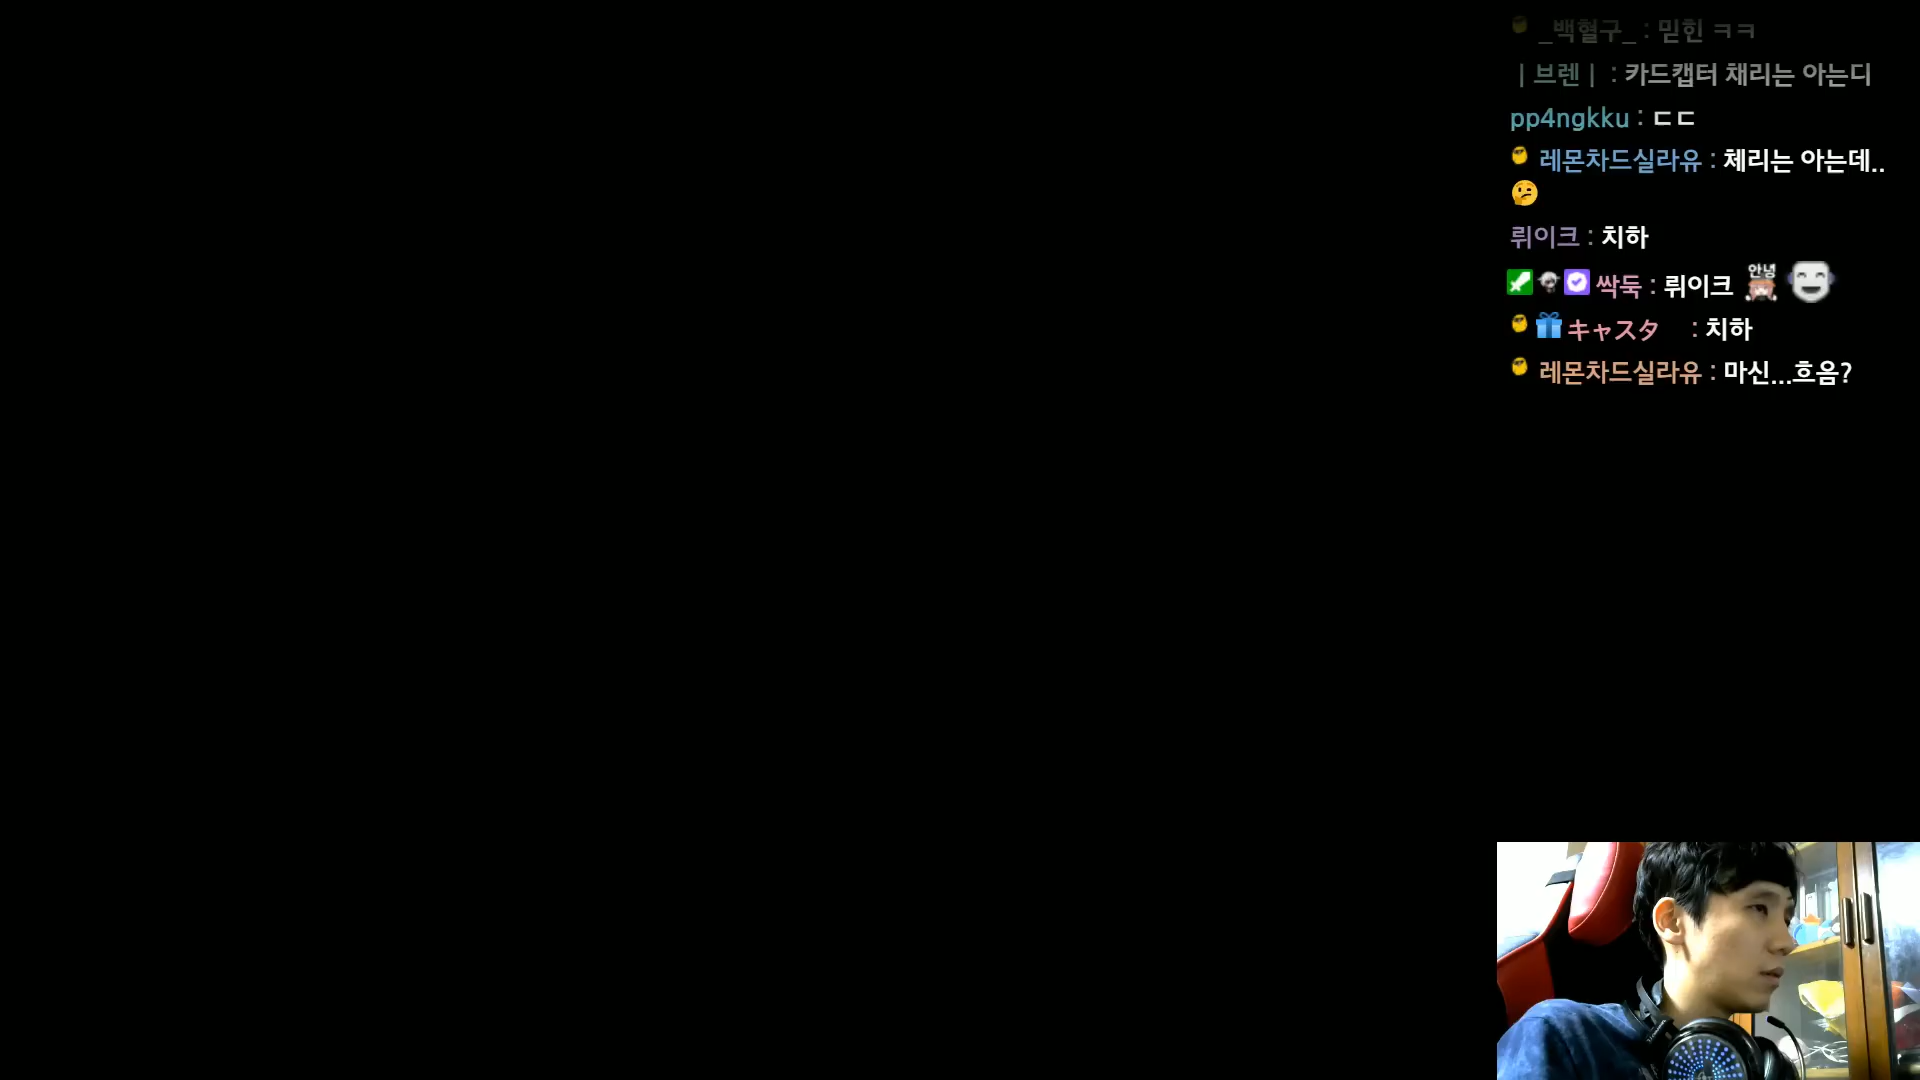 _백혈구_ : 믿힌 ㅋㅋ
|브렌| : 카드캡터 채리는 아는디
pp4ngkku : ㄷㄷ
레몬차드실라유 : 체리는 아는데..
뤼이크 : 치하
싹둑 : 뤼이크 안녕
キャスタ : 치하
레몬차드실라유 : 마신...흐음?